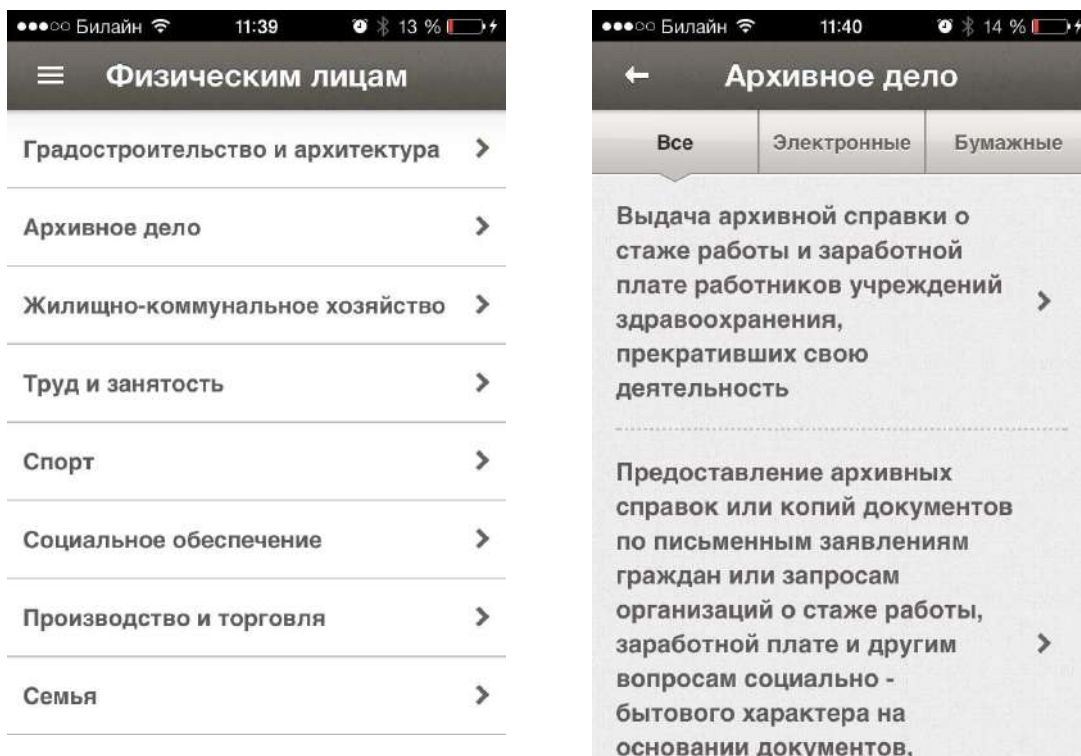 Билайн 11:39 13 %
Физическим лицам
Градостроительство и архитектура
Архивное дело
Жилищно-коммунальное хозяйство
Труд и занятость
Спорт
Социальное обеспечение
Производство и торговля
Семья
Билайн 11:40 14 %
Архивное дело
Все Электронные Бумажные
Выдача архивной справки о
стаже работы и заработной
плате работников учреждений
здравоохранения,
прекративших свою
деятельность
Предоставление архивных
справок или копий документов
по письменным заявлениям
граждан или запросам
организаций о стаже работы,
заработной плате и другим
вопросам социально -
бытового характера на
основании документов,